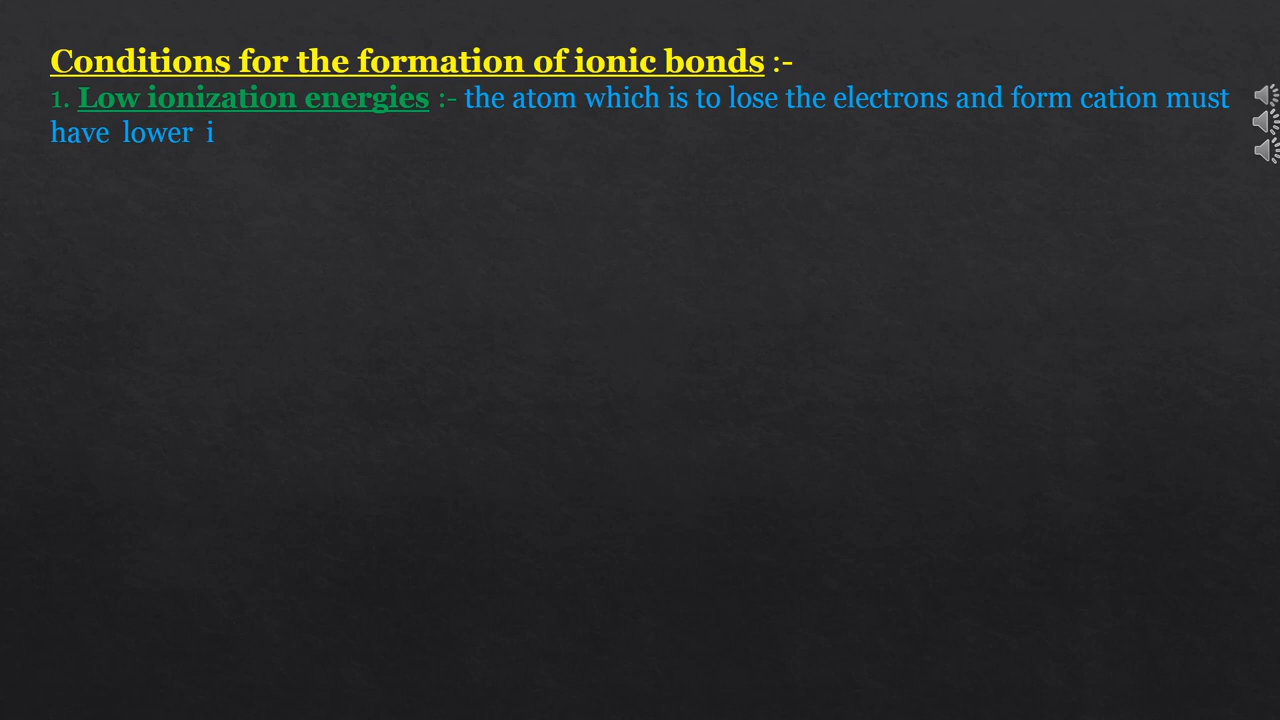 Conditions for the formation of ionic bonds :-
1. Low ionization energies :- the atom which is to lose the electrons and form cation must
have lower i